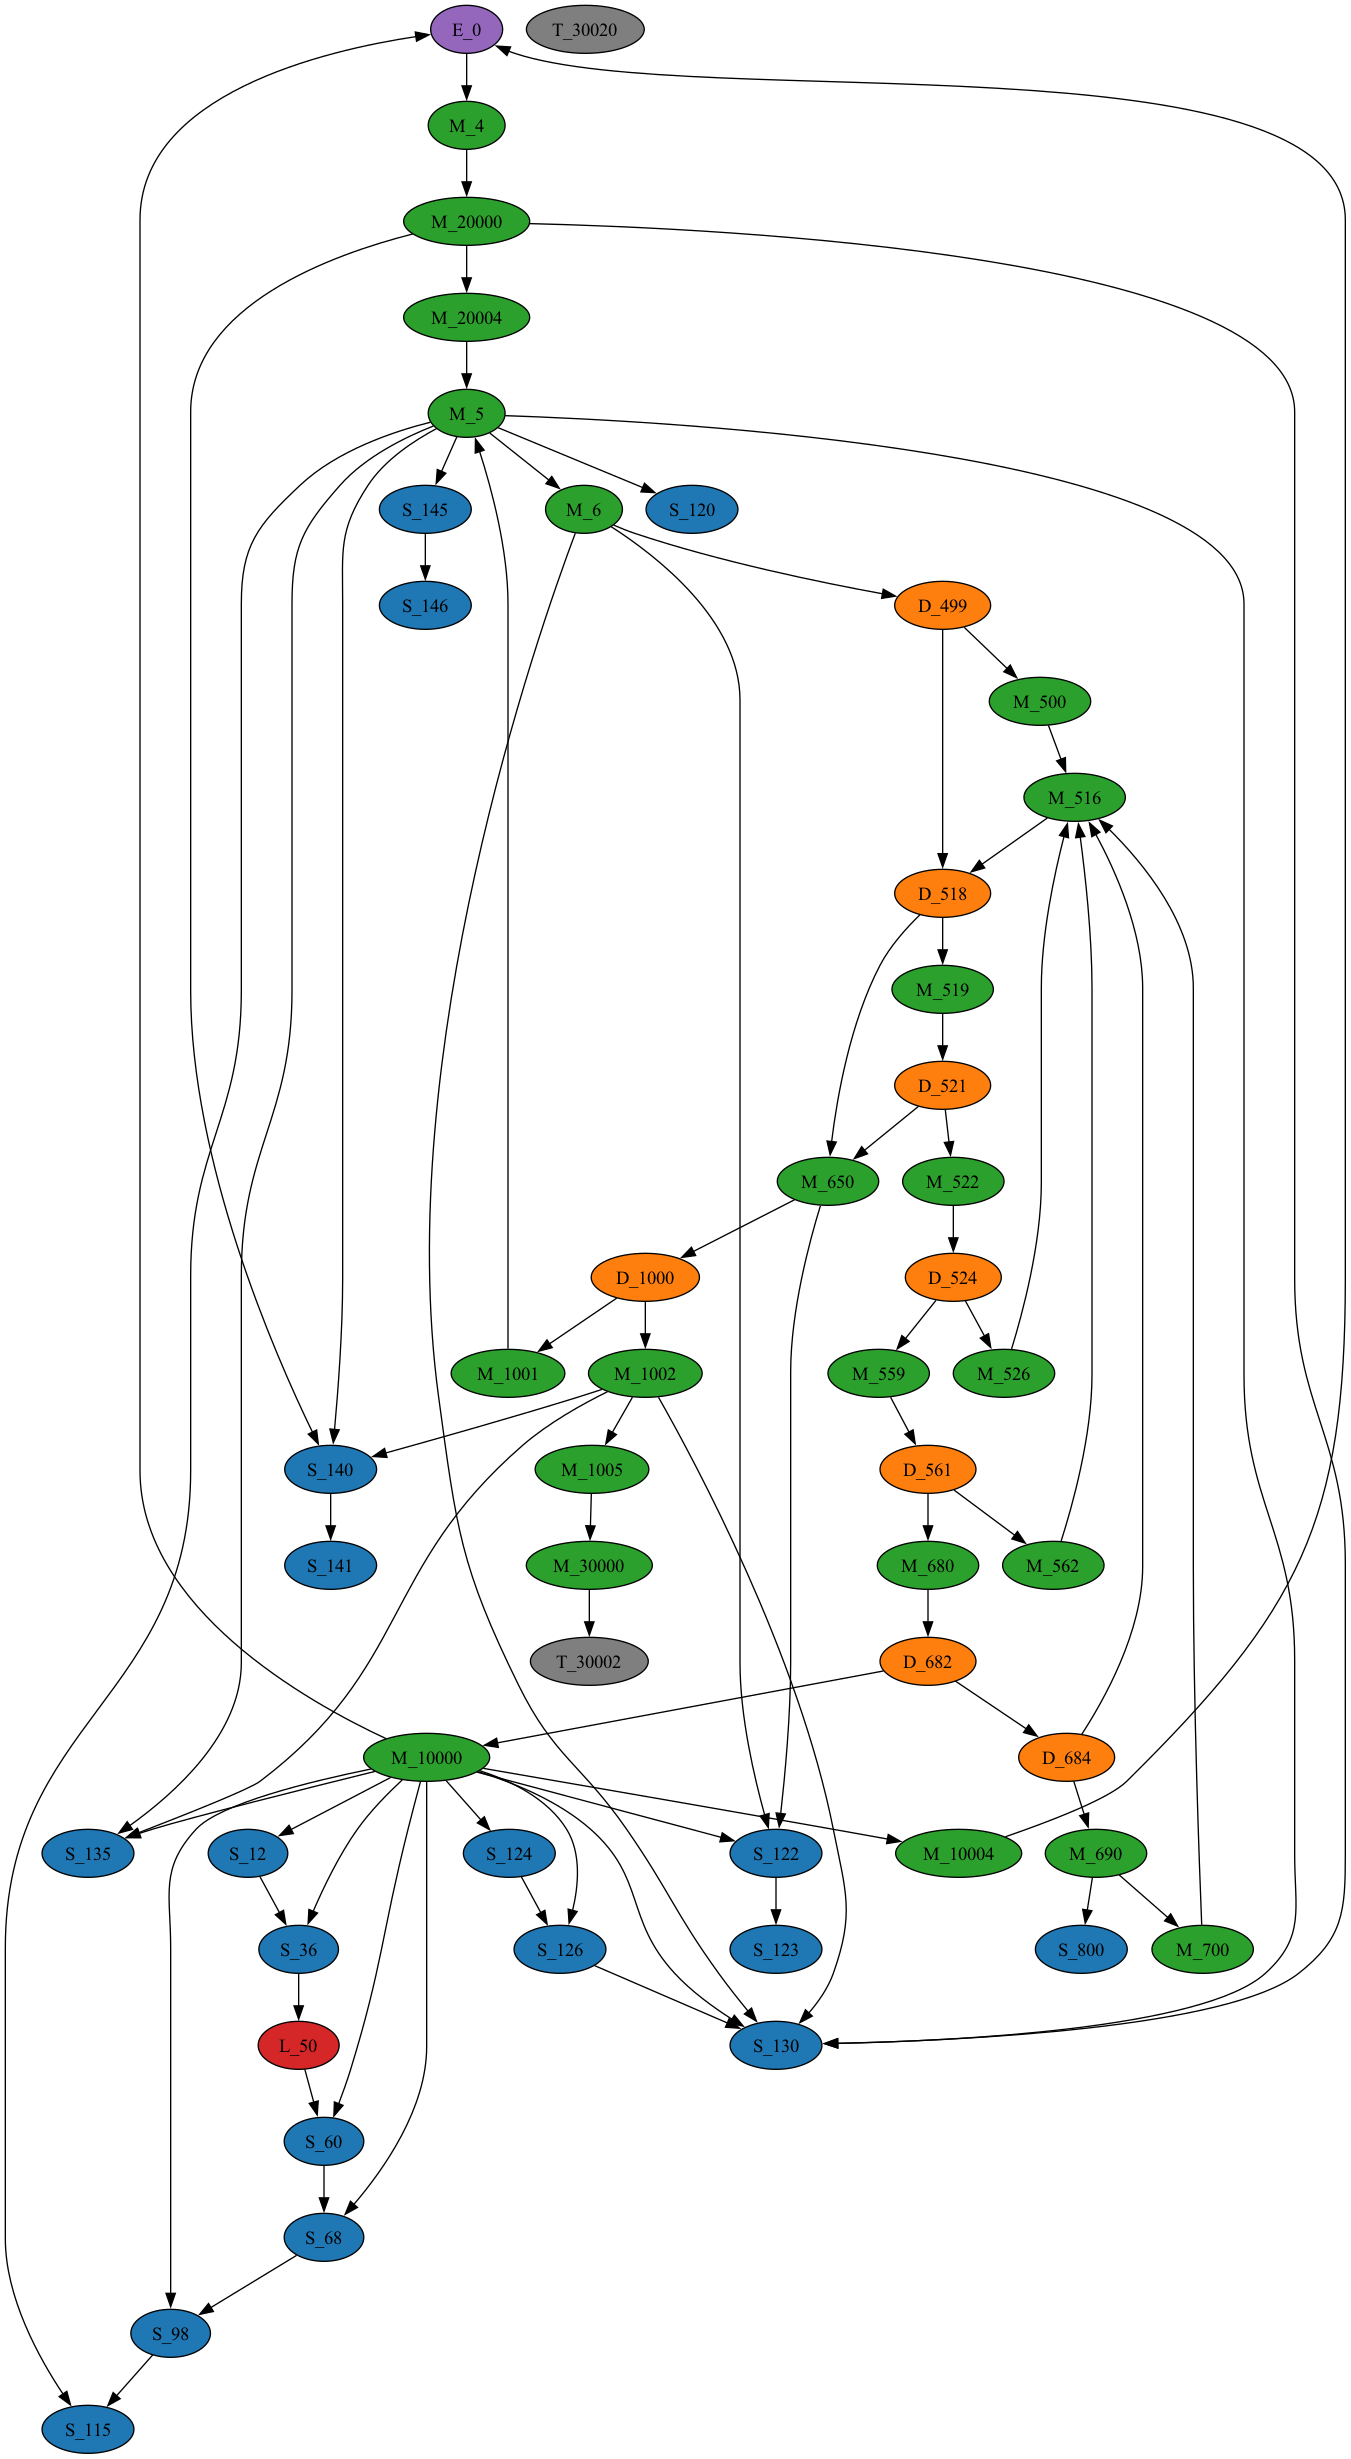 E_0 T_30020
M_4
M_20000
M_20004
M_5
S_145 M_6 S_120
S_146 D_499
M_500
M_516
D_518
M_519
D_521
M_650 M_522
D_1000 D_524
M_1001 M_1002 M_559 M_526
S_140 M_1005 D_561
S_141 M_30000 M_680 M_562
T_30002 D_682
M_10000 D_684
S_135 S_12 S_124 S_122 M_10004 M_690
S_36 S_126 S_123 S_800 M_700
L_50 S_130
S_60
S_68
S_98
S_115